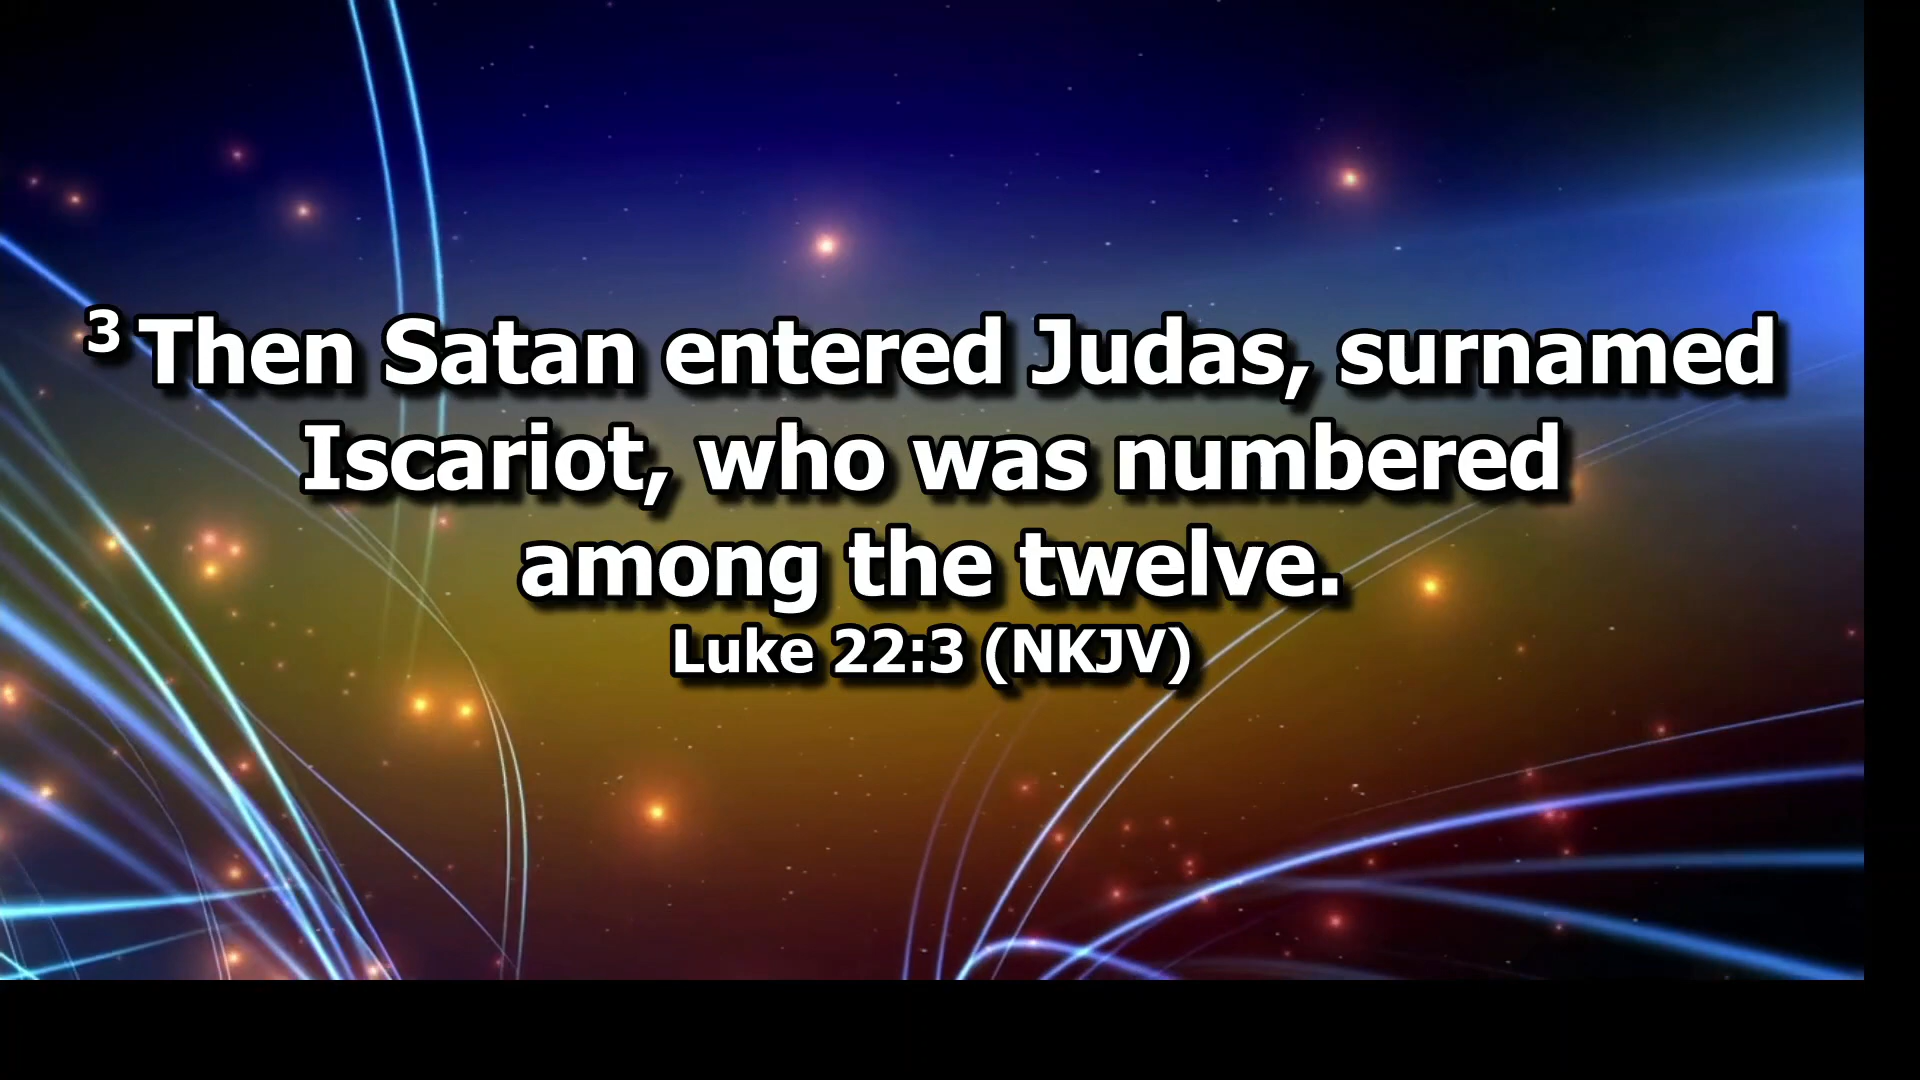 3 Then Satan entered Judas, surnamed
Iscariot, who was numbered
among the twelve.
Luke 22:3 (NKJV)